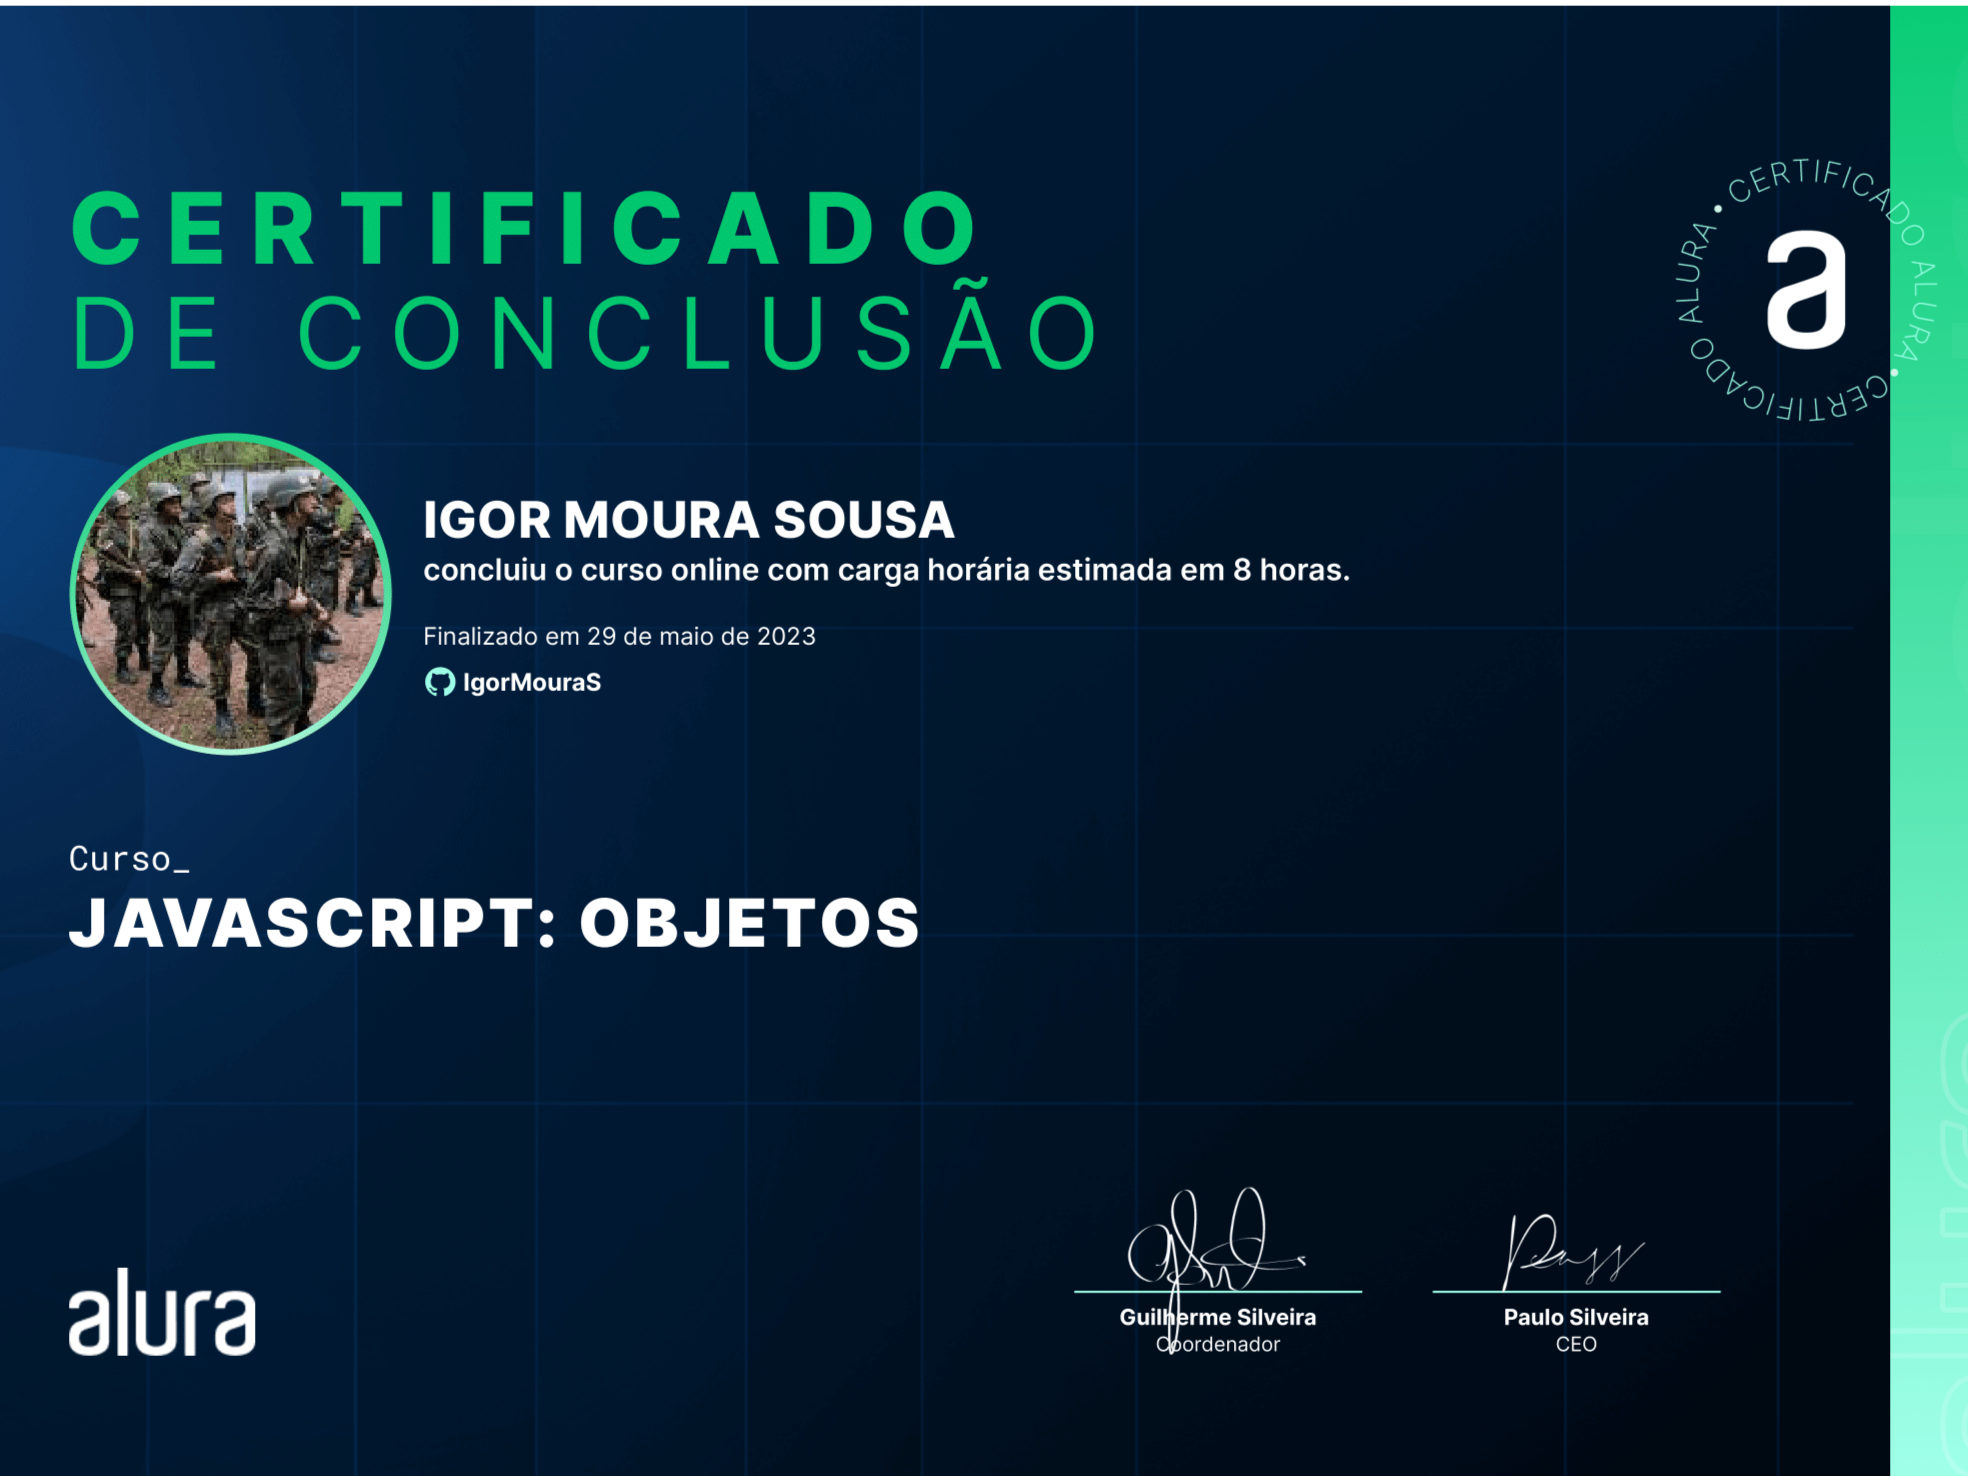 CERTIFICADO
DE CONCLUSÃO
CERTIFICADO ALURA • CERTIFICADO ALURA •
a
IGOR MOURA SOUSA
concluiu o curso online com carga horária estimada em 8 horas.
Finalizado em 29 de maio de 2023
IgorMouraS
Curso_
JAVASCRIPT: OBJETOS
alura
Guilherme Silveira
Coordenador
Paulo Silveira
CEO